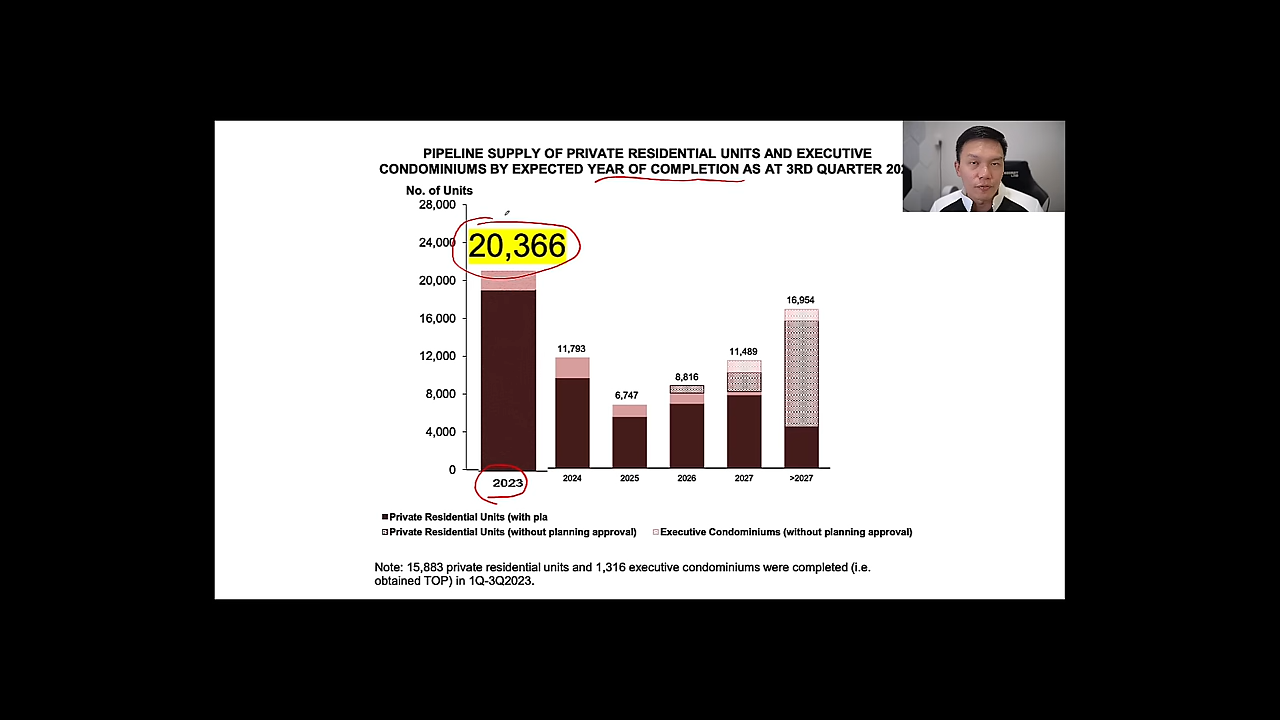 PIPELINE SUPPLY OF PRIVATE RESIDENTIAL UNITS AND EXECUTIVE
CONDOMINIUMS BY EXPECTED YEAR OF COMPLETION AS AT 3RD QUARTER 202
No. of Units
28,000
24,000
20,366
20,000
16,000
12,000
8,000
4,000
0
11,793
6,747
8,816
11,489
16,954
2023
2024
2025
2026
2027
>2027
Private Residential Units (with pla
Private Residential Units (without planning approval)
Executive Condominiums (without planning approval)
Note: 15,883 private residential units and 1,316 executive condominiums were completed (i.e.
obtained TOP) in 1Q-3Q2023.